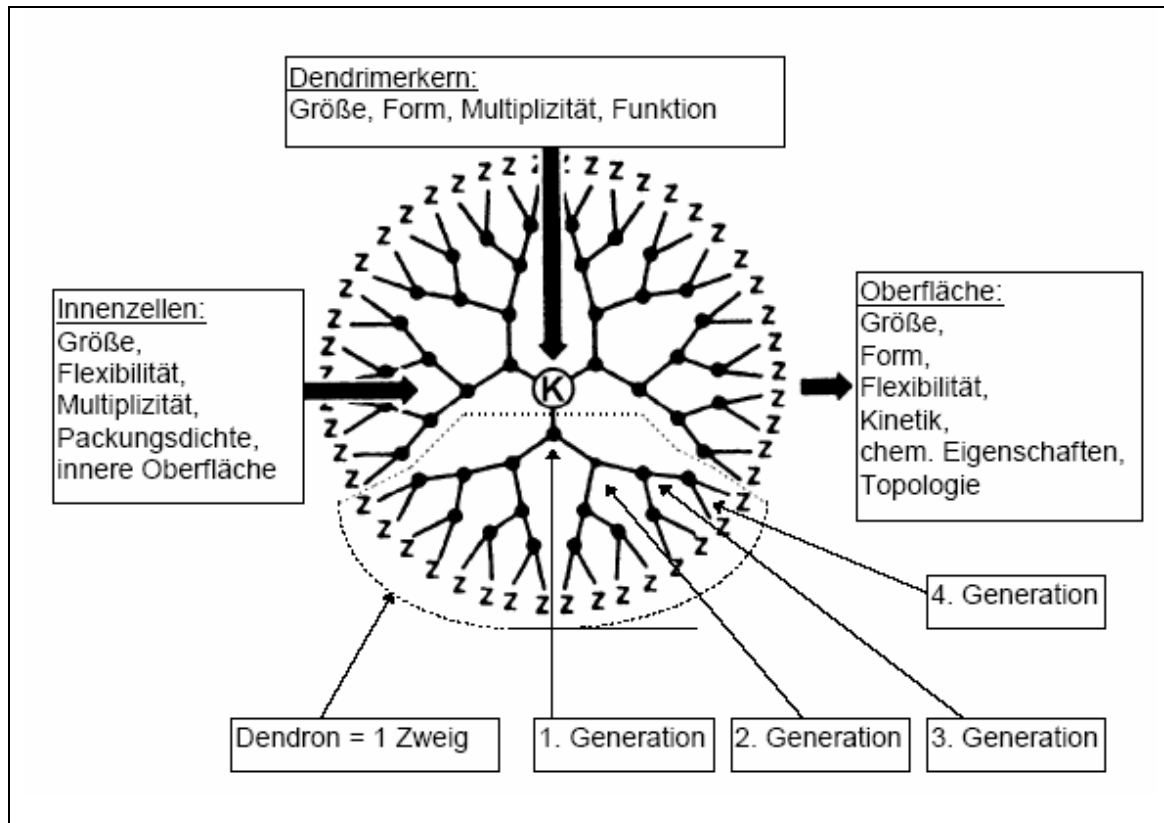 Dendrimerkern:
Größe, Form, Multiplizität, Funktion
Innenzellen:
Größe,
Flexibilität,
Multiplizität,
Packungsdichte,
innere Oberfläche
K
Oberfläche:
Größe,
Form,
Flexibilität,
Kinetik,
chem. Eigenschaften,
Topologie
Z Z Z Z Z Z Z Z Z Z Z Z Z Z Z Z Z Z Z Z Z Z Z Z Z Z Z Z Z Z Z Z Z Z Z Z Z Z Z Z Z Z Z Z Z Z Z Z
4. Generation
Dendron = 1 Zweig
1. Generation
2. Generation
3. Generation